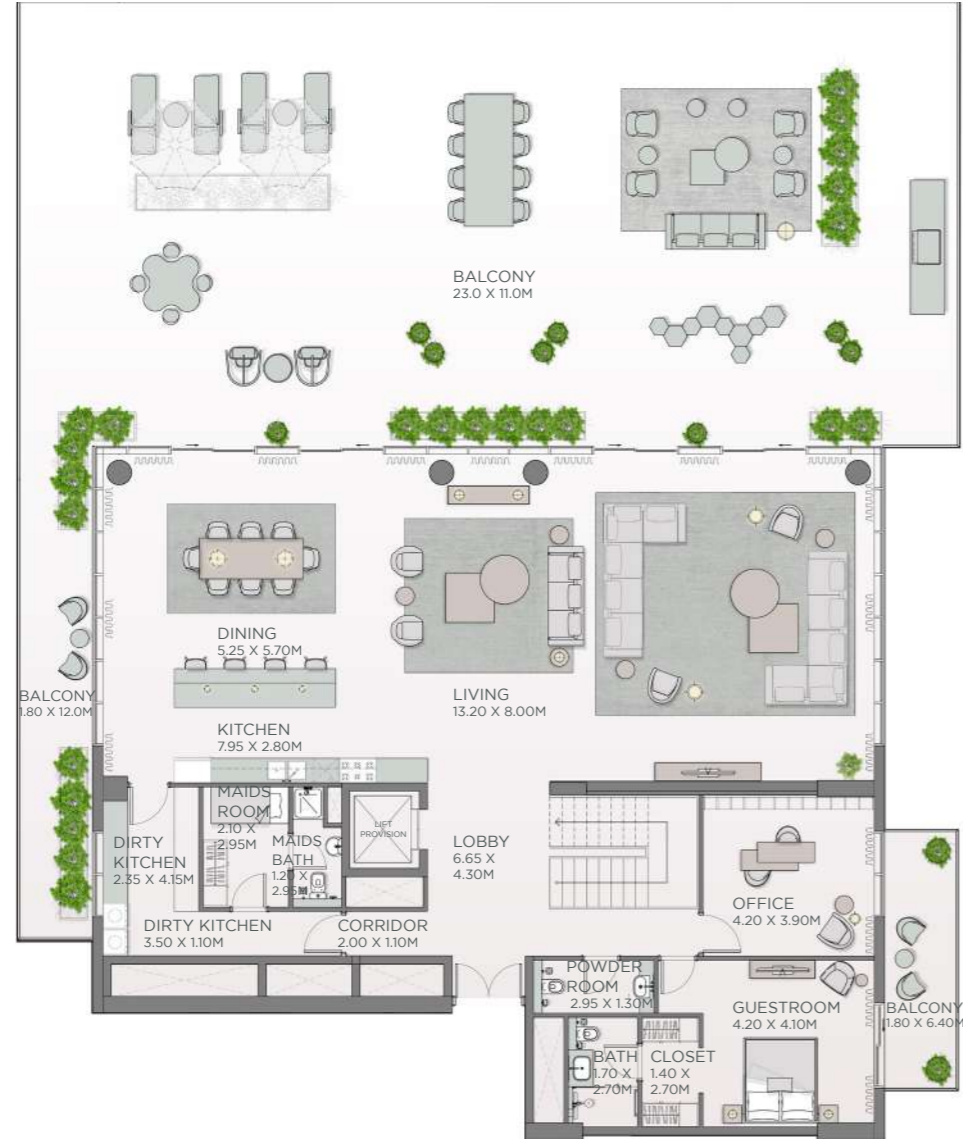 BALCONY
23.0 X 11.0M
DINING
5.25 X 5.70M
BALCONY
1.80 X 12.0M
LIVING
13.20 X 8.00M
KITCHEN
7.95 X 2.80M
MAIDS
ROOM
2.10 X
2.95M
MAIDS
BATH
1.20 X
2.95M
LIFT
PROVISION
DIRTY
KITCHEN
2.35 X 4.15M
LOBBY
6.65 X
4.30M
OFFICE
4.20 X 3.90M
DIRTY KITCHEN
3.50 X 1.10M
CORRIDOR
2.00 X 1.10M
POWDER
ROOM
2.95 X 1.30M
GUESTROOM
4.20 X 4.10M
BALCONY
1.80 X 6.40M
BATH
1.70 X
2.70M
CLOSET
1.40 X
2.70M